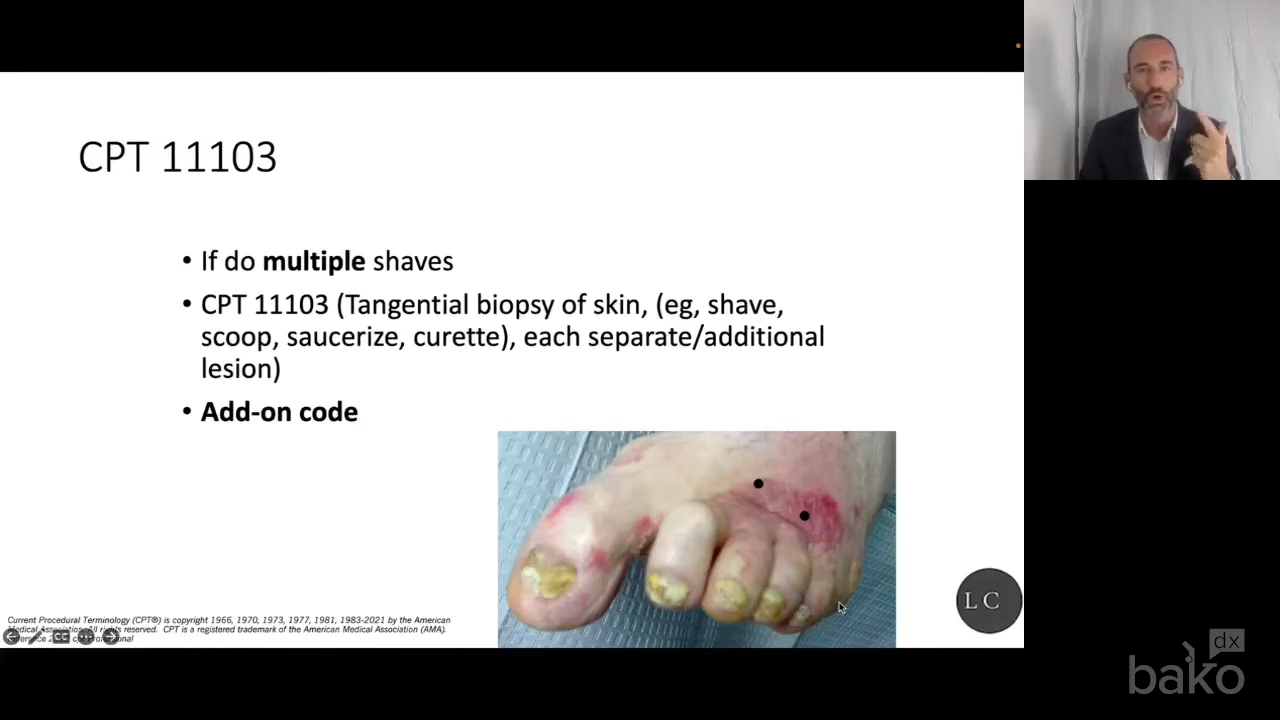 CPT 11103
• If do multiple shaves
• CPT 11103 (Tangential biopsy of skin, (eg, shave,
scoop, saucerize, curette), each separate/additional
lesion)
• Add-on code
LC
Current Procedural Terminology (CPT®) is copyright 1966, 1970, 1973, 1977, 1981, 1983-2021 by the American
Medical Association. All rights reserved. CPT is a registered trademark of the American Medical Association (AMA).
CC
dx
bako